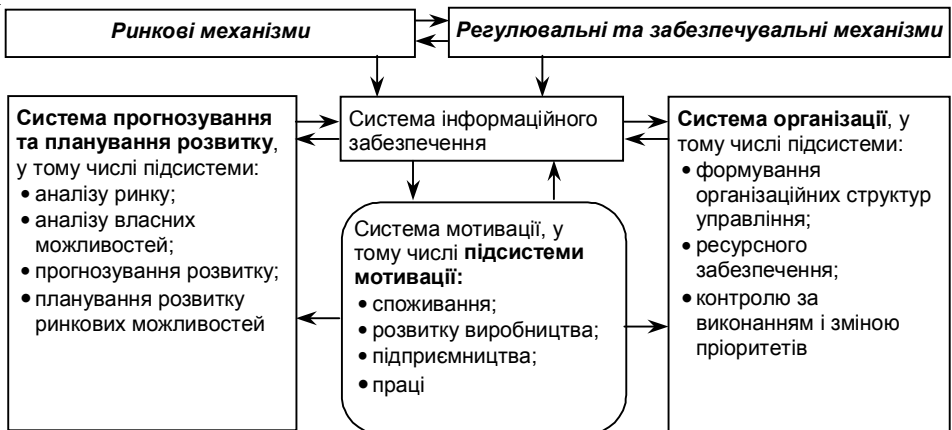 Ринкові механізми
Регулювальні та забезпечувальні механізми
Система прогнозування
та планування розвитку,
у тому числі підсистеми:
• аналізу ринку;
• аналізу власних
можливостей;
• прогнозування розвитку;
• планування розвитку
ринкових можливостей
Система інформаційного
забезпечення
Система мотивації, у
тому числі підсистеми
мотивації:
• споживання;
• розвитку виробництва;
• підприємництва;
• праці
Система організації, у
тому числі підсистеми:
• формування
організаційних структур
управління;
• ресурсного
забезпечення;
• контролю за
виконанням і зміною
пріоритетів